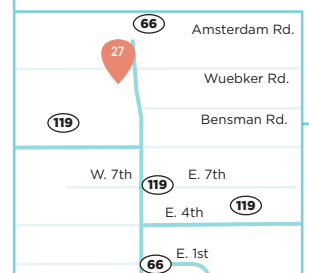 66
Amsterdam Rd.
27
Wuebker Rd.
Bensman Rd.
119
W. 7th
119
E. 7th
E. 4th
119
E. 1st
66